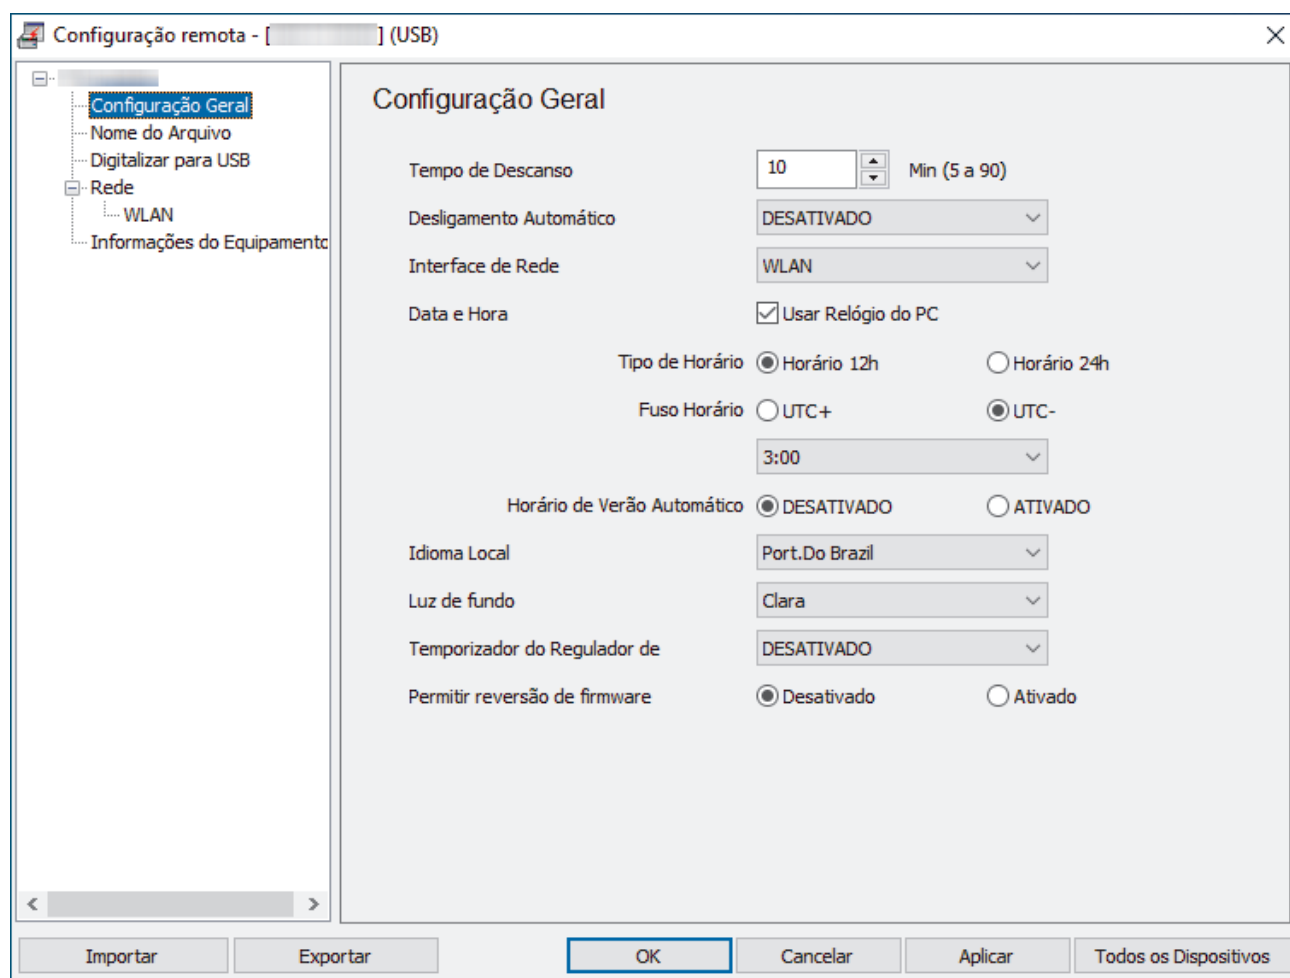 Configuração remota - [ ] (USB)
Configuração Geral
Nome do Arquivo
Digitalizar para USB
Rede
WLAN
Informações do Equipamento
Configuração Geral
Tempo de Descanso 10 Min (5 a 90)
Desligamento Automático DESATIVADO
Interface de Rede WLAN
Data e Hora Usar Relógio do PC
Tipo de Horário Horário 12h Horário 24h
Fuso Horário UTC+ UTC-
3:00
Horário de Verão Automático DESATIVADO ATIVADO
Idioma Local Port.Do Brazil
Luz de fundo Clara
Temporizador do Regulador de DESATIVADO
Permitir reversão de firmware Desativado Ativado
Importar Exportar OK Cancelar Aplicar Todos os Dispositivos